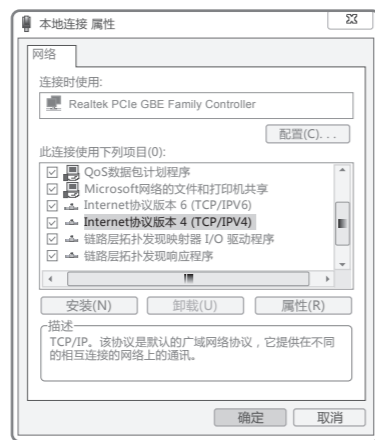 本地连接 属性
网络
连接时使用:
Realtek PCIe GBE Family Controller
配置(C)...
此连接使用下列项目(0):
QoS数据包计划程序
Microsoft网络的文件和打印机共享
Internet协议版本 6 (TCP/IPV6)
Internet协议版本 4 (TCP/IPV4)
链路层拓扑发现映射器 I/O 驱动程序
链路层拓扑发现响应程序
安装(N)
卸载(U)
属性(R)
描述
TCP/IP。该协议是默认的广域网络协议，它提供在不同
的相互连接的网络上的通讯。
确定
取消